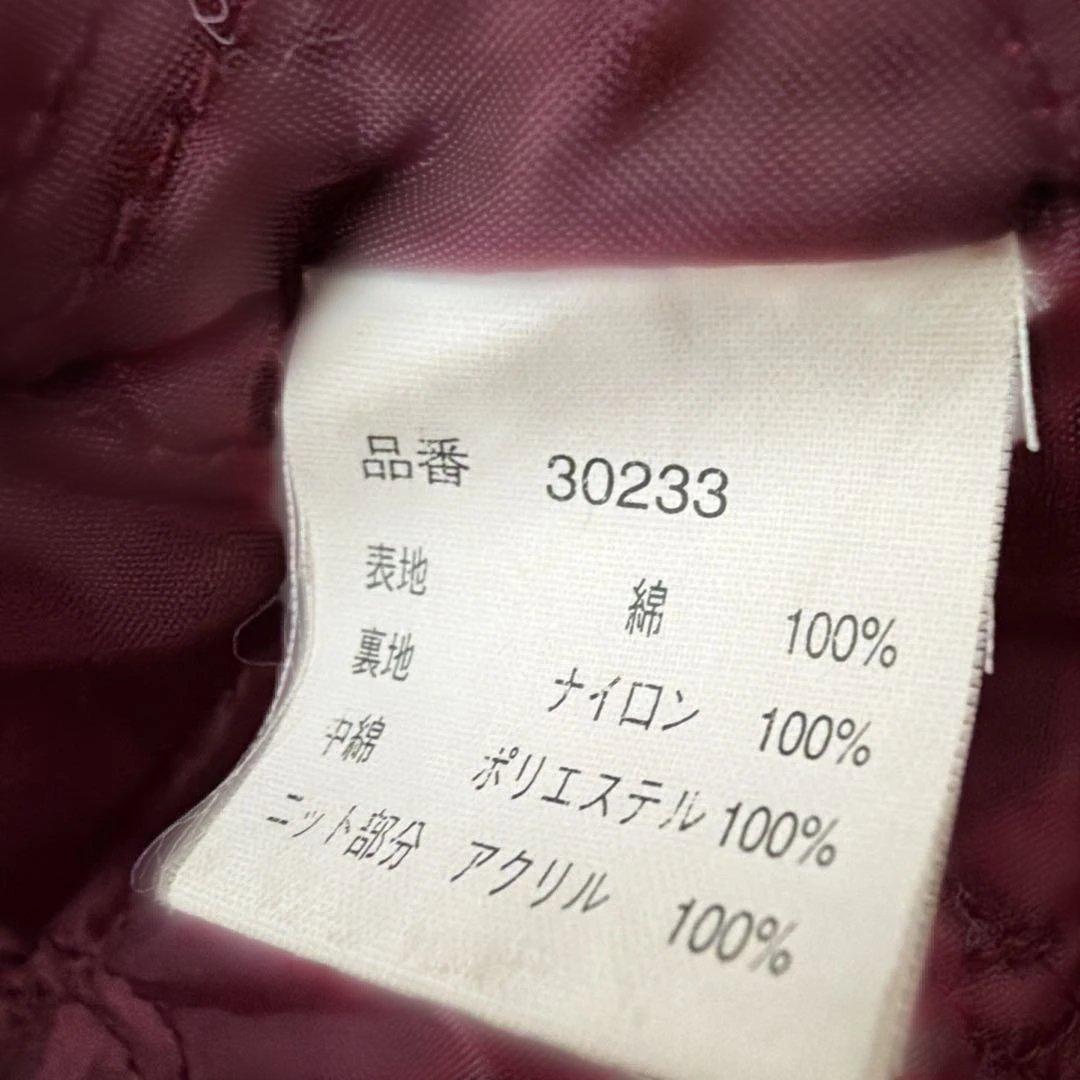 品番 30233
表地 綿 100%
裏地 ナイロン 100%
中綿 ポリエステル 100%
ニット部分 アクリル 100%